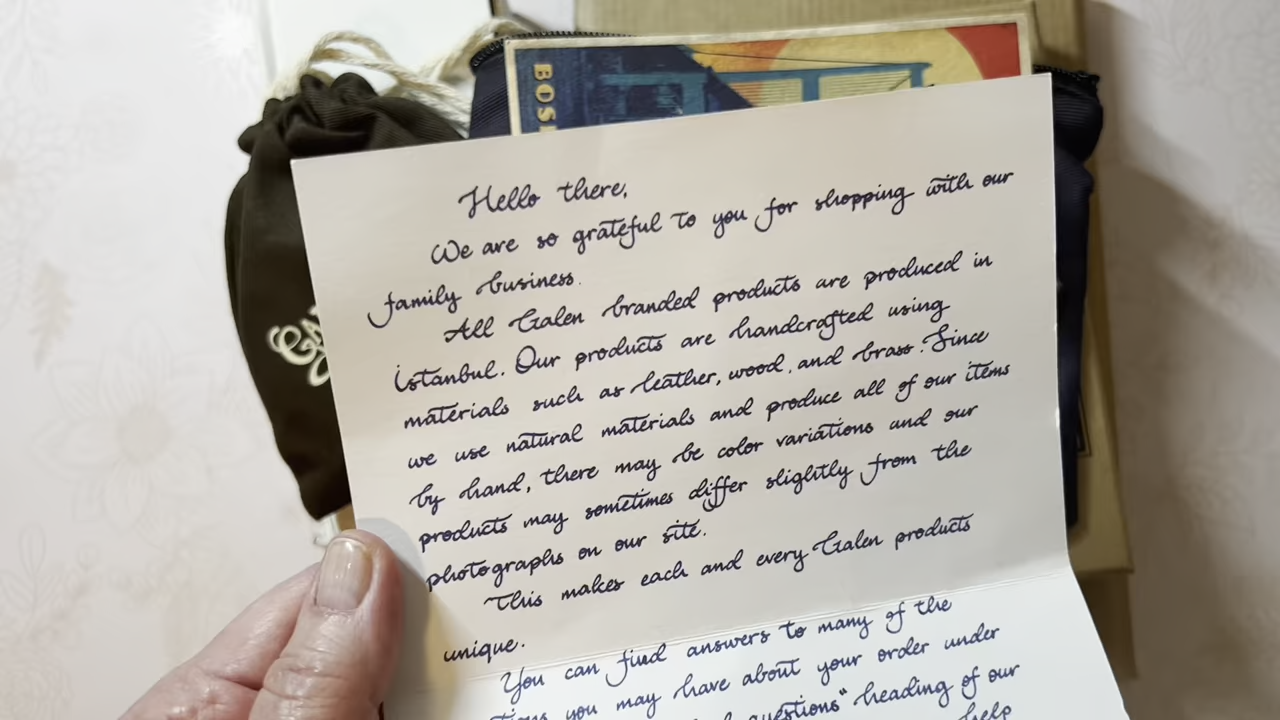 BOS
Hello there,
We are so grateful to you for shopping with our
family business.
All Galen branded products are produced in
İstanbul. Our products are handcrafted using
materials such as leather, wood, and brass. Since
we use natural materials and produce all of our items
by hand, there may be color variations and our
products may sometimes differ slightly from the
photographs on our site.
This makes each and every Galen products
unique.
You can find answers to many of the
you may have about your order under
questions" heading of our
help